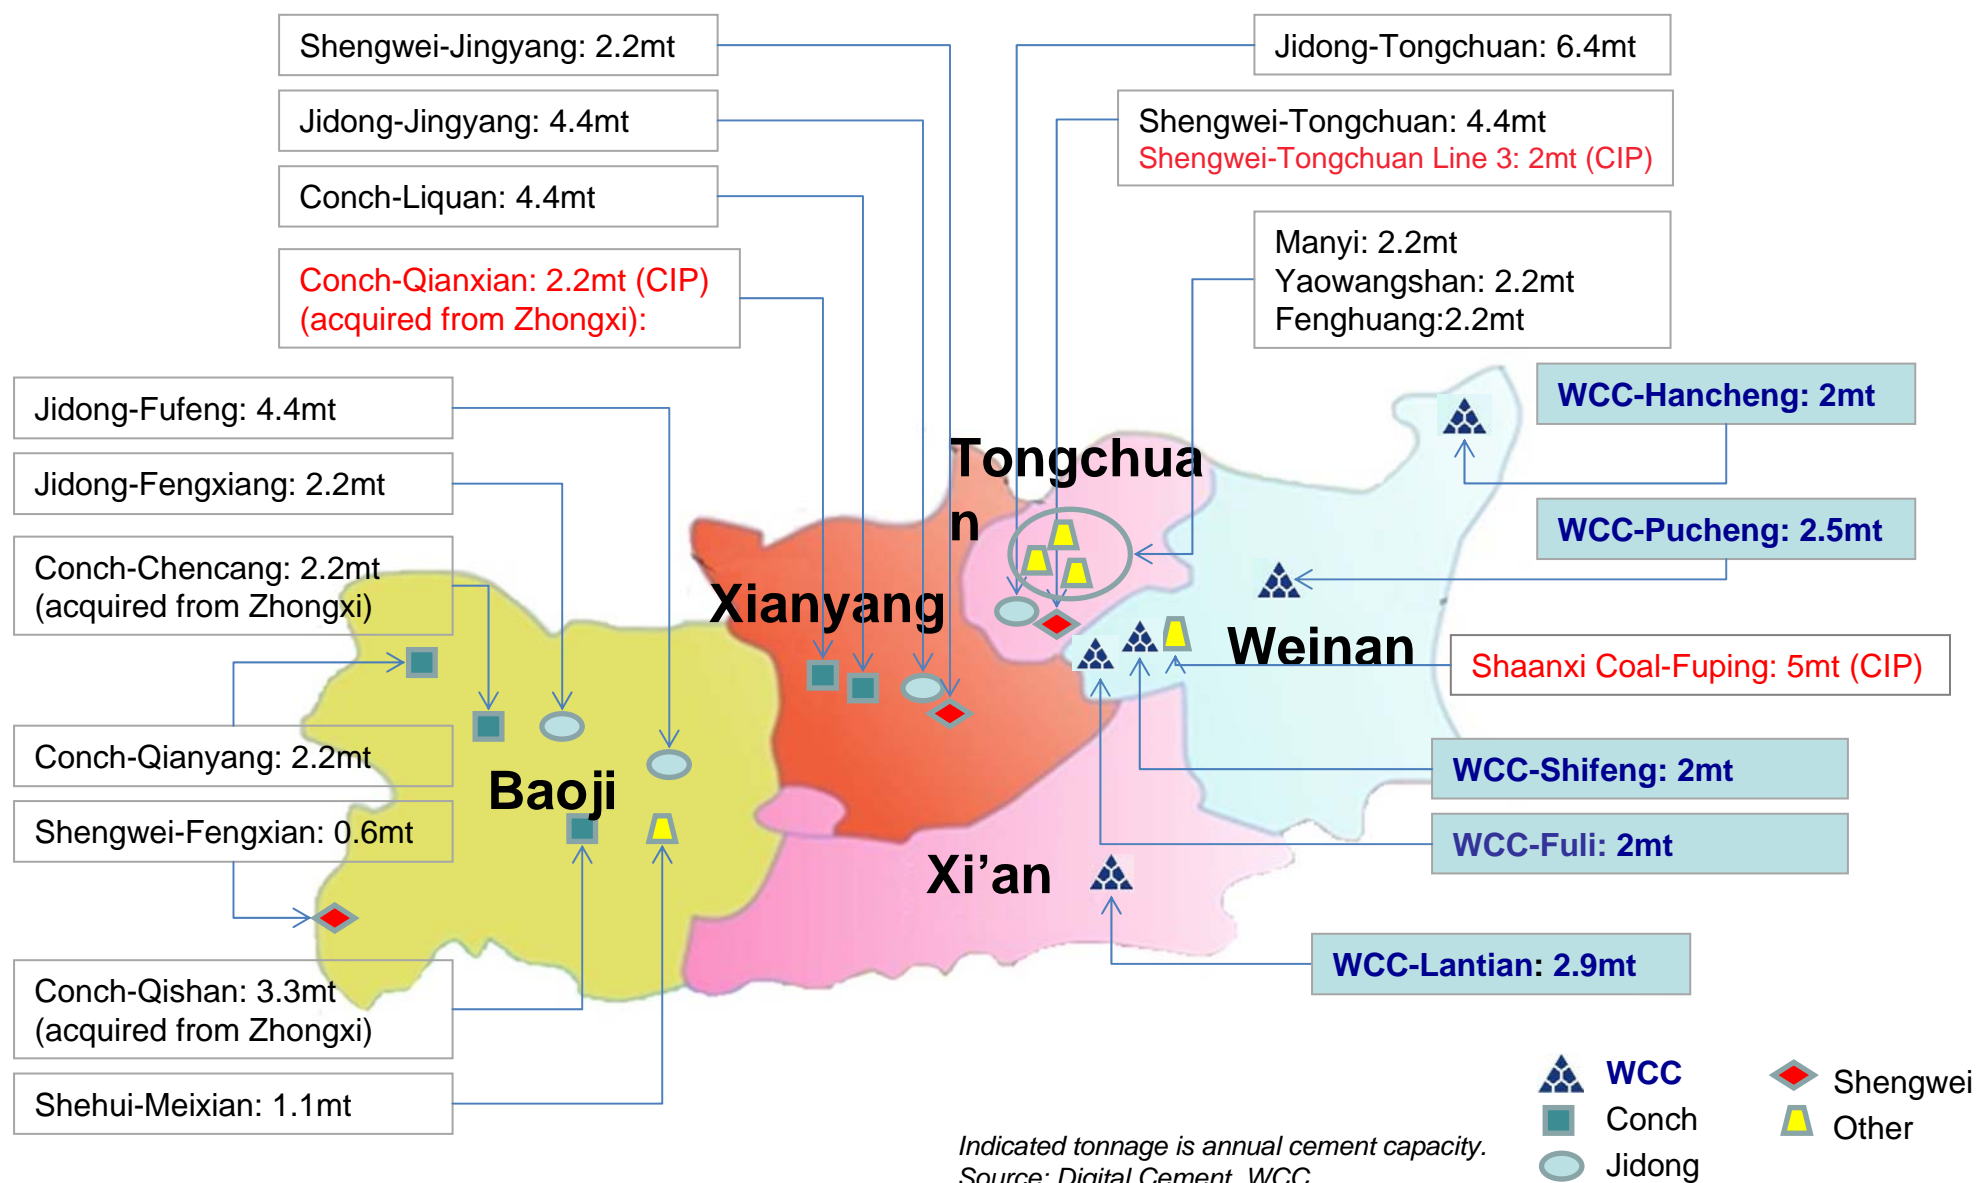 Shengwei-Jingyang: 2.2mt
Jidong-Tongchuan: 6.4mt
Jidong-Jingyang: 4.4mt
Shengwei-Tongchuan: 4.4mt
Shengwei-Tongchuan Line 3: 2mt (CIP)
Conch-Liquan: 4.4mt
Manyi: 2.2mt
Yaowangshan: 2.2mt
Fenghuang:2.2mt
Conch-Qianxian: 2.2mt (CIP)
(acquired from Zhongxi):
WCC-Hancheng: 2mt
Jidong-Fufeng: 4.4mt
Tongchua
n
Jidong-Fengxiang: 2.2mt
WCC-Pucheng: 2.5mt
Conch-Chencang: 2.2mt
(acquired from Zhongxi)
Xianyang
Weinan
Shaanxi Coal-Fuping: 5mt (CIP)
Conch-Qianyang: 2.2mt
WCC-Shifeng: 2mt
Baoji
Shengwei-Fengxian: 0.6mt
WCC-Fuli: 2mt
Xi’an
WCC-Lantian: 2.9mt
Conch-Qishan: 3.3mt
(acquired from Zhongxi)
Shehui-Meixian: 1.1mt
WCC
Shengwei
Conch
Other
Jidong
Indicated tonnage is annual cement capacity.
Source: Digital Cement, WCC